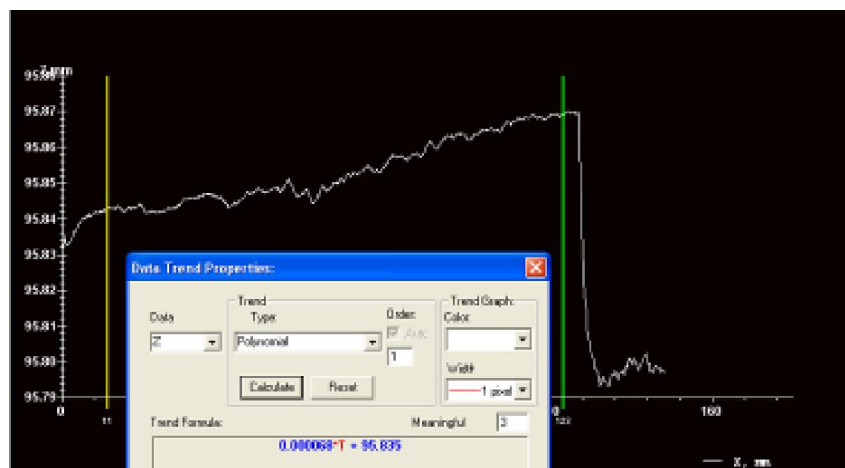 Z, mm
95.88
95.87
95.86
95.85
95.84
95.83
95.82
95.81
95.80
95.79
0
11
123
160
X, mm
Data Trend Properties:
Data
Z
Trend
Type:
Polynomial
Order:
Auto
1
Calculate
Reset
Trend Graph:
Color:
Width
1 pixel
Trend Formula:
Meaningful
3
0.000068*T + 95.835